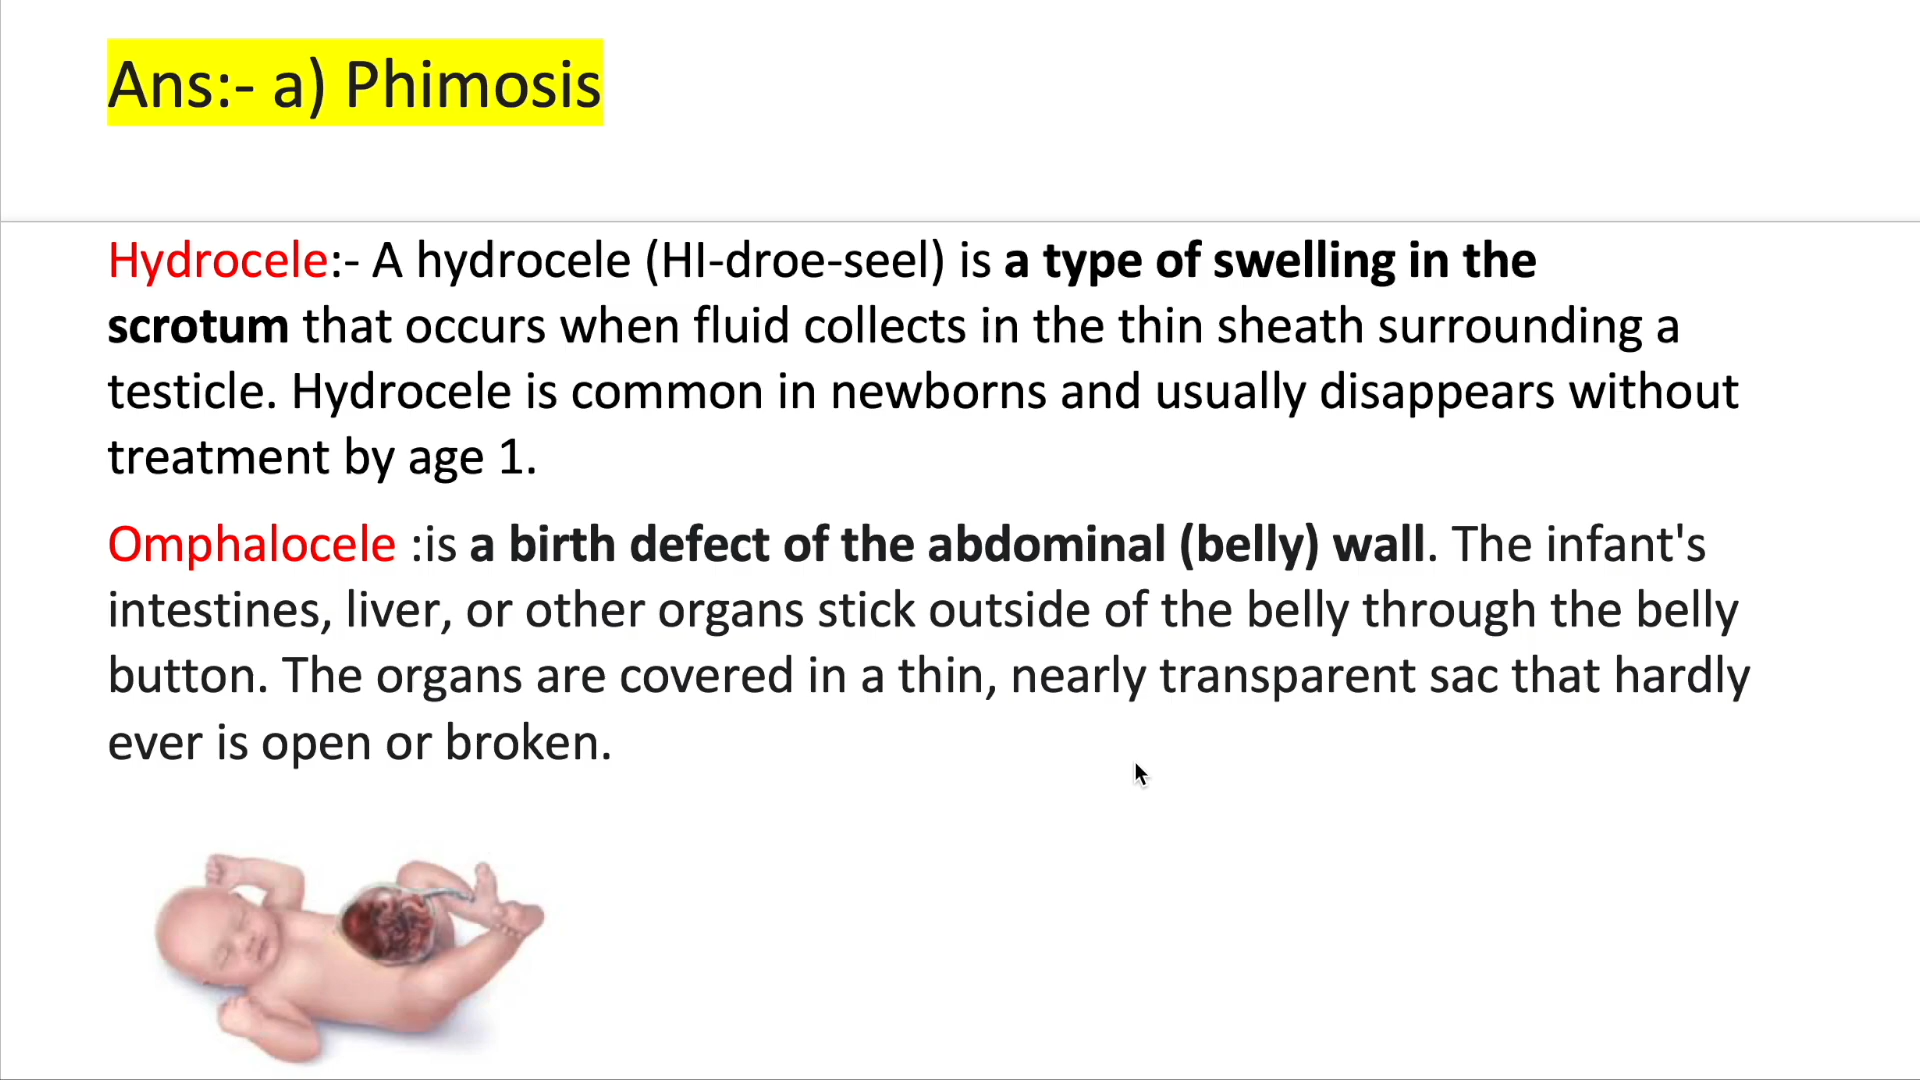 Ans:- a) Phimosis
Hydrocele:- A hydrocele (HI-droe-seel) is a type of swelling in the
scrotum that occurs when fluid collects in the thin sheath surrounding a
testicle. Hydrocele is common in newborns and usually disappears without
treatment by age 1.
Omphalocele :is a birth defect of the abdominal (belly) wall. The infant's
intestines, liver, or other organs stick outside of the belly through the belly
button. The organs are covered in a thin, nearly transparent sac that hardly
ever is open or broken.